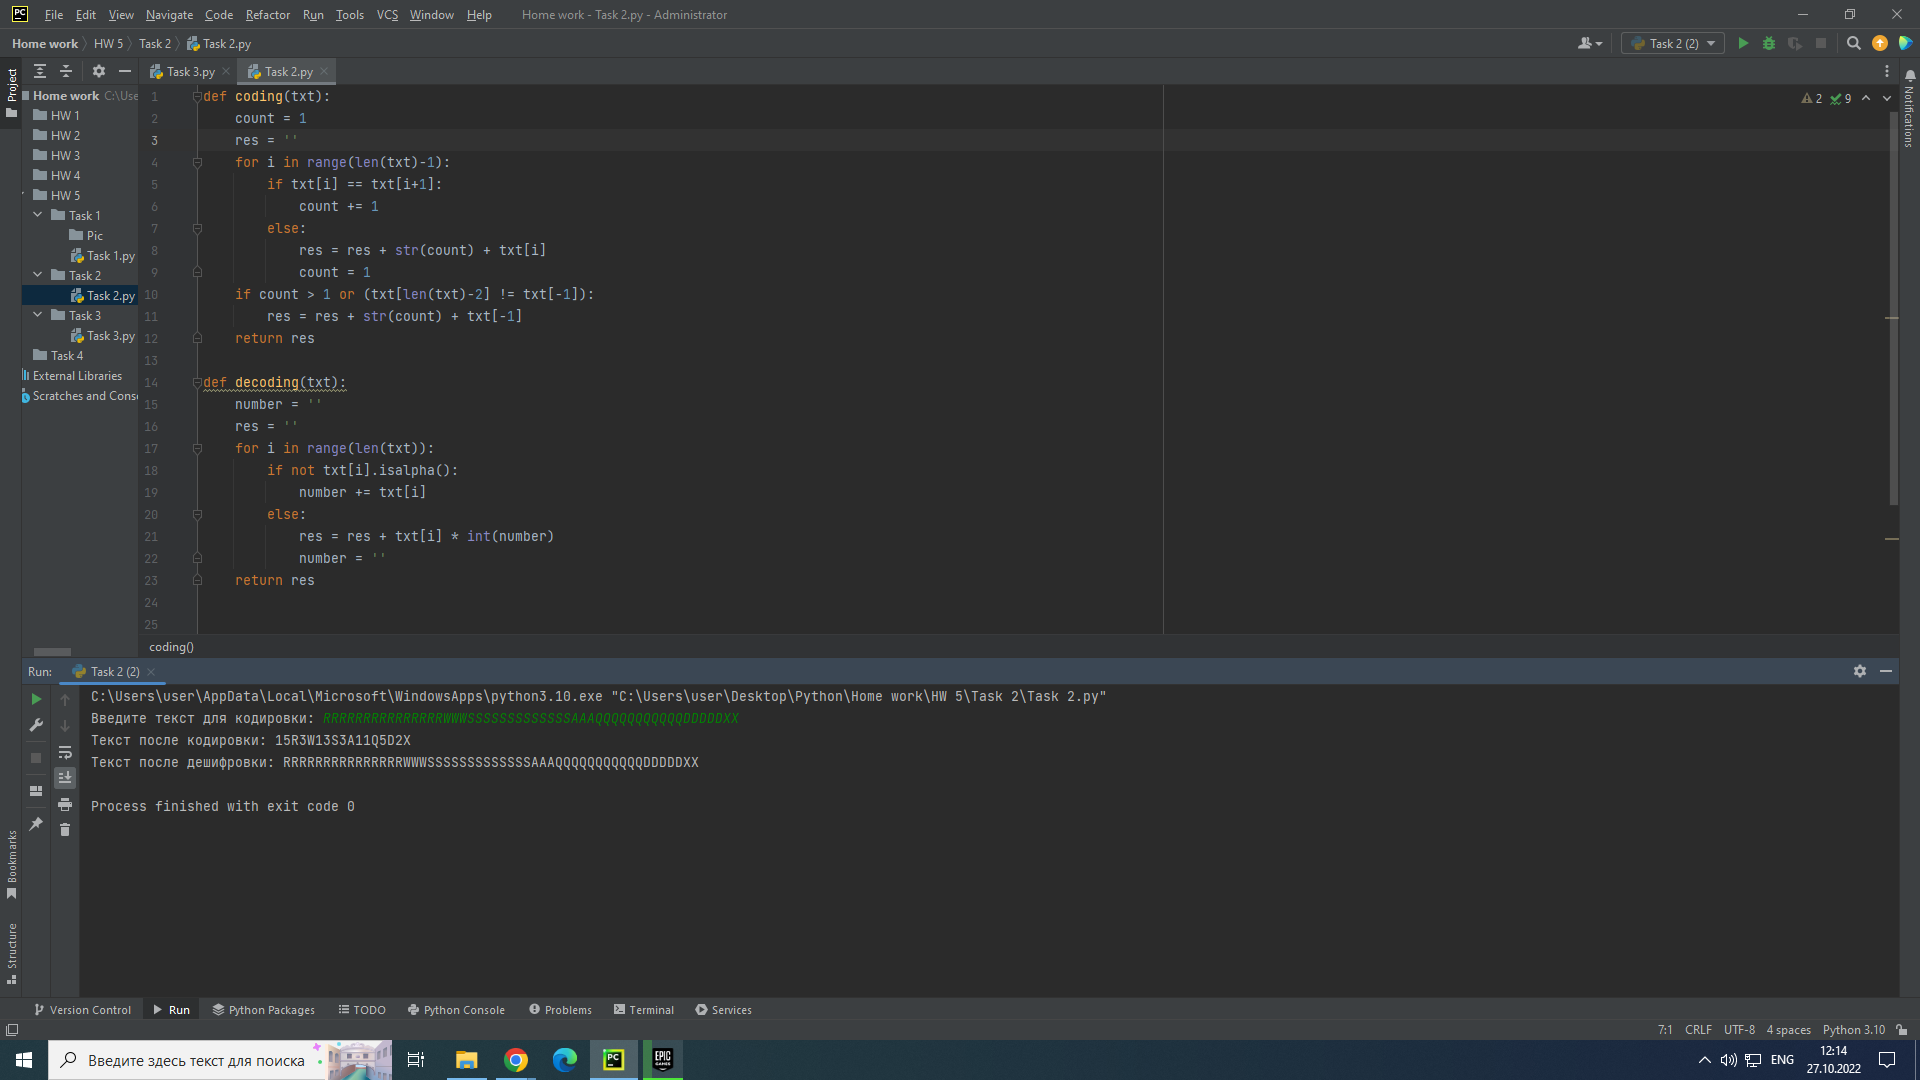 PC File Edit View Navigate Code Refactor Run Tools VCS Window Help Home work - Task 2.py - Administrator
Home work HW 5 Task 2 Task 2.py Task 2 (2)
Project
Task 3.py Task 2.py
Home work C:\Use
HW 1
HW 2
HW 3
HW 4
HW 5
Task 1
Pic
Task 1.py
Task 2
Task 2.py
Task 3
Task 3.py
Task 4
External Libraries
Scratches and Cons
2 9
Notifications
1 def coding(txt):
2 count = 1
3 res = ''
4 for i in range(len(txt)-1):
5 if txt[i] == txt[i+1]:
6 count += 1
7 else:
8 res = res + str(count) + txt[i]
9 count = 1
10 if count > 1 or (txt[len(txt)-2] != txt[-1]):
11 res = res + str(count) + txt[-1]
12 return res
13
14 def decoding(txt):
15 number = ''
16 res = ''
17 for i in range(len(txt)):
18 if not txt[i].isalpha():
19 number += txt[i]
20 else:
21 res = res + txt[i] * int(number)
22 number = ''
23 return res
24
25
coding()
Run: Task 2 (2)
C:\Users\user\AppData\Local\Microsoft\WindowsApps\python3.10.exe "C:\Users\user\Desktop\Python\Home work\HW 5\Task 2\Task 2.py"
Введите текст для кодировки: RRRRRRRRRRRRRRRWWWSSSSSSSSSSSSSAAAQQQQQQQQQQQDDDDDXX
Текст после кодировки: 15R3W13S3A11Q5D2X
Текст после дешифровки: RRRRRRRRRRRRRRRWWWSSSSSSSSSSSSSAAAQQQQQQQQQQQDDDDDXX
Process finished with exit code 0
Bookmarks
Structure
Version Control Run Python Packages TODO Python Console Problems Terminal Services
7:1 CRLF UTF-8 4 spaces Python 3.10
Введите здесь текст для поиска PC EPIC GAMES ENG 12:14
27.10.2022